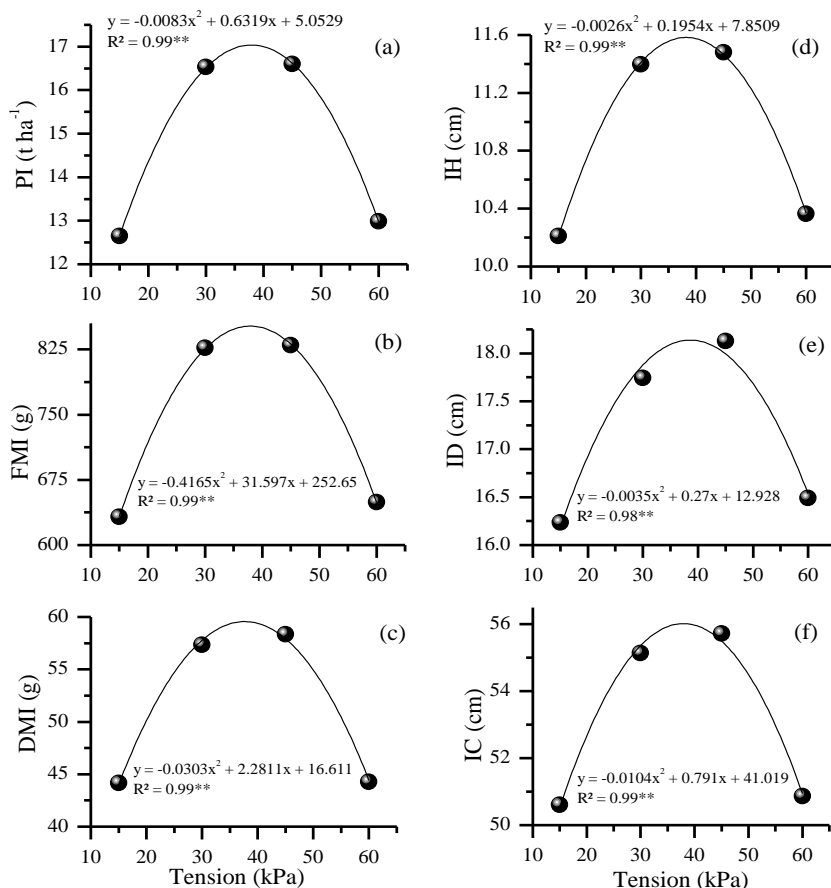 y = -0.0083x² + 0.6319x + 5.0529
R² = 0.99**
(a)
17
16
15
14
13
12
PI (t ha⁻¹)
10 20 30 40 50 60
y = -0.0026x² + 0.1954x + 7.8509
R² = 0.99**
(d)
11.6
11.2
10.8
10.4
10.0
IH (cm)
10 20 30 40 50 60
(b)
825
750
675
600
FMI (g)
y = -0.4165x² + 31.597x + 252.65
R² = 0.99**
10 20 30 40 50 60
(e)
18.0
17.5
17.0
16.5
16.0
ID (cm)
y = -0.0035x² + 0.27x + 12.928
R² = 0.98**
10 20 30 40 50 60
(c)
60
55
50
45
40
DMI (g)
y = -0.0303x² + 2.2811x + 16.611
R² = 0.99**
10 20 30 40 50 60
Tension (kPa)
(f)
56
54
52
50
IC (cm)
y = -0.0104x² + 0.791x + 41.019
R² = 0.99**
10 20 30 40 50 60
Tension (kPa)